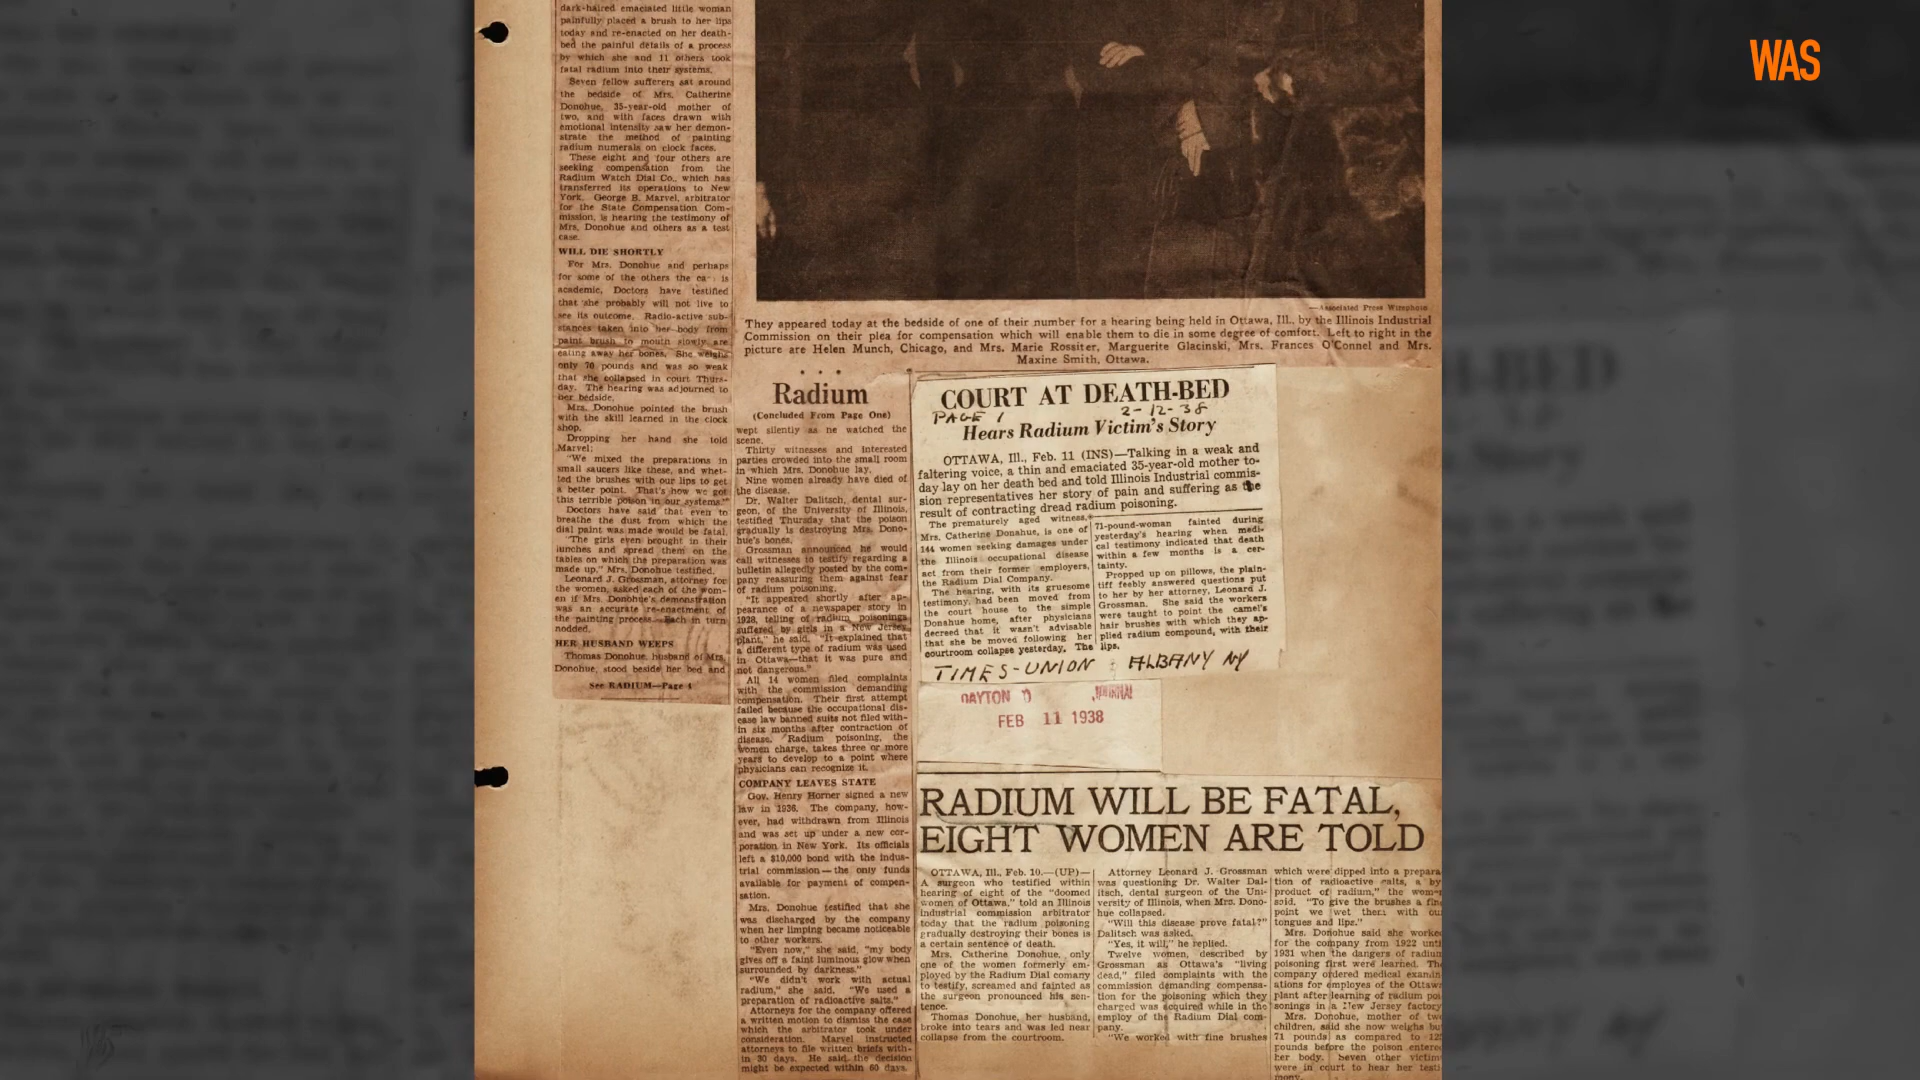 WAS
dark-haired emaciated little woman
painfully placed a brush to her lips
today and re-enacted on her death-
bed the painful details of a process
by which she and 11 others took
fatal radium into their systems.
Seven fellow sufferers sat around
the bedside of Mrs. Catherine
Donohue, 35-year-old mother of
two, and with faces drawn with
emotional intensity saw her demon-
strate the method of painting
radium numerals on clock faces.
These eight and four others are
seeking compensation from the
Radium Watch Dial Co., which has
transferred its operations to New
York. George B. Marvel, arbitrator
for the State Compensation Com-
mission, is hearing the testimony of
Mrs. Donohue and others as a test
case.
WILL DIE SHORTLY
For Mrs. Donohue and perhaps
for some of the others the is
academic. Doctors have testified
that she probably will not live to
see its outcome. Radio-active sub-
stances taken into her body from
paint brush to mouth slowly are
eating away her bones. She weighs
only 70 pounds and was so weak
that she collapsed in court Thurs-
day. The hearing was adjourned to
her bedside.
Mrs. Donohue pointed the brush
with the skill learned in the clock
shop.
Dropping her hand she told
Marvel:
"We mixed the preparations in
small saucers like these, and whet-
ted the brushes with our lips to get
a better point. That's how we got
this terrible poison in our systems."
Doctors have said that even to
breathe the dust from which the
dial paint was made would be fatal.
"The girls even brought in their
lunches and spread them on the
tables on which the preparation was
made up," Mrs. Donohue testified.
Leonard J. Grossman, attorney for
the women, asked each of the wom-
en if Mrs. Donohue's demonstration
was an accurate re-enactment of
the painting process. Each in turn
nodded.
HER HUSBAND WEEPS
Thomas Donohue, husband of Mrs.
Donohue, stood beside her bed and
See RADIUM—Page 4
—Associated Press Wirephoto
They appeared today at the bedside of one of their number for a hearing being held in Ottawa, Ill., by the Illinois Industrial
Commission on their plea for compensation which will enable them to die in some degree of comfort. Left to right in the
picture are Helen Munch, Chicago, and Mrs. Marie Rossiter, Marguerite Glacinski, Mrs. Frances O'Connel and Mrs.
Maxine Smith, Ottawa.
Radium
(Concluded From Page One)
wept silently as he watched the
scene.
Thirty witnesses and interested
parties crowded into the small room
in which Mrs. Donohue lay.
Nine women already have died of
the disease.
Dr. Walter Dalitsch, dental sur-
geon, of the University of Illinois,
testified Thursday that the poison
gradually is destroying Mrs. Dono-
hue's bones.
Grossman announced he would
call witnesses to testify regarding a
bulletin allegedly posted by the com-
pany reassuring them against fear
of radium poisoning.
"It appeared shortly after ap-
pearance of a newspaper story in
1928, telling of radium poisonings
suffered by girls in a New Jersey
plant," he said. "It explained that
a different type of radium was used
in Ottawa—that it was pure and
not dangerous."
All 14 women filed complaints
with the commission demanding
compensation. Their first attempt
failed because the occupational dis-
ease law banned suits not filed with-
in six months after contraction of
disease. Radium poisoning, the
women charge, takes three or more
years to develop to a point where
physicians can recognize it.
COMPANY LEAVES STATE
Gov. Henry Horner signed a new
law in 1936. The company, how-
ever, had withdrawn from Illinois
and was set up under a new cor-
poration in New York. Its officials
left a $10,000 bond with the indus-
trial commission—the only funds
available for payment of compen-
sation.
Mrs. Donohue testified that she
was discharged by the company
when her limping became noticeable
to other workers.
"Even now," she said, "my body
gives off a faint luminous glow when
surrounded by darkness."
"We didn't work with actual
radium," she said. "We used a
preparation of radioactive salts."
Attorneys for the company offered
a written motion to dismiss the case
which the arbitrator took under
consideration. Marvel instructed
attorneys to file written briefs with-
in 30 days. He said the decision
might be expected within 60 days.
COURT AT DEATH-BED
PAGE 1 2-12-38
Hears Radium Victim's Story
OTTAWA, Ill., Feb. 11 (INS)—Talking in a weak and
faltering voice, a thin and emaciated 35-year-old mother to-
day lay on her death bed and told Illinois Industrial commis-
sion representatives her story of pain and suffering as the
result of contracting dread radium poisoning.
The prematurely aged witness,
Mrs. Catherine Donahue, is one of
144 women seeking damages under
the Illinois occupational disease
act from their former employers,
the Radium Dial Company.
The hearing, with its gruesome
testimony, had been moved from
the court house to the simple
Donahue home, after physicians
decreed that it wasn't advisable
that she be moved following her
courtroom collapse yesterday. The
71-pound-woman fainted during
yesterday's hearing when medi-
cal testimony indicated that death
within a few months is a cer-
tainty.
Propped up on pillows, the plain-
tiff feebly answered questions put
to her by her attorney, Leonard J.
Grossman. She said the workers
were taught to point the camel's
hair brushes with which they ap-
plied radium compound, with their
lips.
TIMES-UNION - ALBANY NY
DAYTON O JOURNAL
FEB 11 1938
RADIUM WILL BE FATAL,
EIGHT WOMEN ARE TOLD
OTTAWA, Ill., Feb. 10.—(UP)—
A surgeon who testified within
hearing of eight of the "doomed
women of Ottawa," told an Illinois
industrial commission arbitrator
today that the radium poisoning
gradually destroying their bones is
a certain sentence of death.
Mrs. Catherine Donohue, only
one of the women formerly em-
ployed by the Radium Dial comany
to testify, screamed and fainted as
the surgeon pronounced his sen-
tence.
Thomas Donohue, her husband,
broke into tears and was led near
collapse from the courtroom.
Attorney Leonard J. Grossman
was questioning Dr. Walter Dal-
itsch, dental surgeon of the Uni-
versity of Illinois, when Mrs. Dono-
hue collapsed.
"Will this disease prove fatal?"
Dalitsch was asked.
"Yes, it will," he replied.
Twelve women, described by
Grossman as Ottawa's "living
dead," filed complaints with the
commission demanding compensa-
tion for the poisoning which they
charged was acquired while in the
employ of the Radium Dial com-
pany.
"We worked with fine brushes
which were dipped into a prepara
tion of radioactive salts, a by
product of radium," the wom
said. "To give the brushes a fine
point we wet them with our
tongues and lips."
Mrs. Donohue said she worked
for the company from 1922 until
1931 when the dangers of radium
poisoning first were learned. The
company ordered medical examin
ations for employes of the Ottawa
plant after learning of radium poi
sonings in a New Jersey factory
Mrs. Donohue, mother of two
children, said she now weighs but
71 pounds as compared to 125
pounds before the poison entered
her body. Seven other victims
were in court to hear her testi
mony.